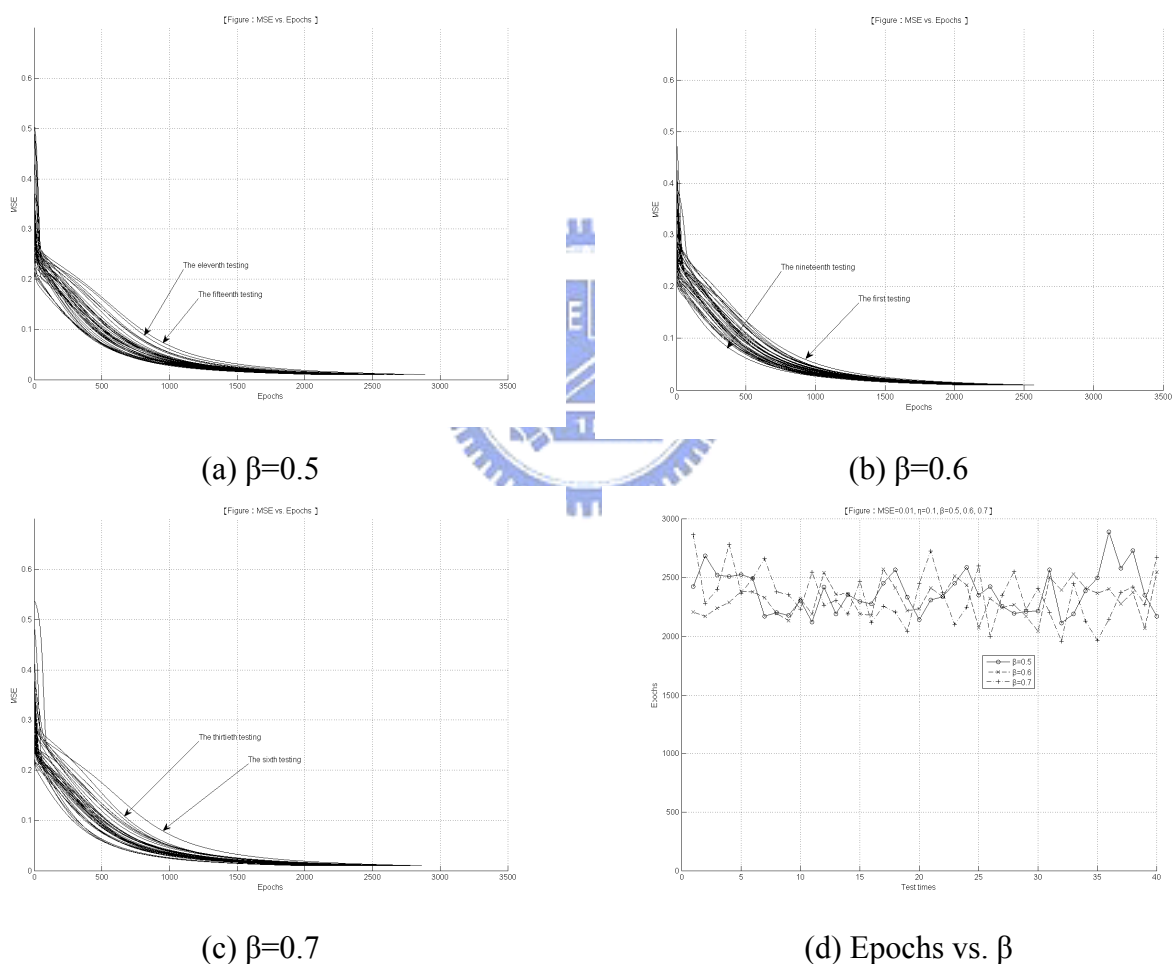 [Figure : MSE vs. Epochs ]
0.6
0.5
0.4
0.3
0.2
0.1
0
MSE
The eleventh testing
The fifteenth testing
0 500 1000 1500 2000 2500 3000 3500
Epochs
(a) β=0.5
[Figure : MSE vs. Epochs ]
0.6
0.5
0.4
0.3
0.2
0.1
0
MSE
The nineteenth testing
The first testing
0 500 1000 1500 2000 2500 3000 3500
Epochs
(b) β=0.6
[Figure : MSE vs. Epochs ]
0.6
0.5
0.4
0.3
0.2
0.1
0
MSE
The thirtieth testing
The sixth testing
0 500 1000 1500 2000 2500 3000 3500
Epochs
(c) β=0.7
[Figure : MSE=0.01, η=0.1, β=0.5, 0.6, 0.7]
3000
2500
2000
1500
1000
500
0
Epochs
β=0.5
β=0.6
β=0.7
0 5 10 15 20 25 30 35 40
Test times
(d) Epochs vs. β